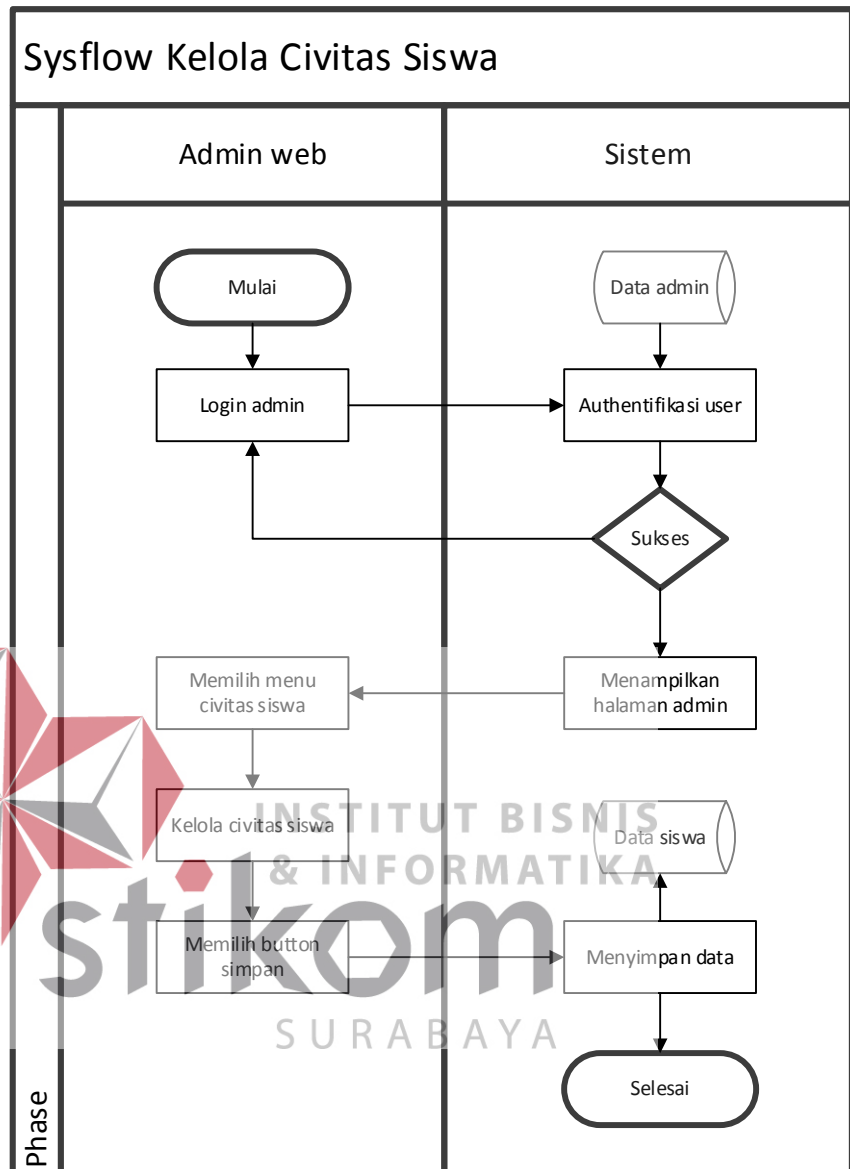 Sysflow Kelola Civitas Siswa
Admin web
Sistem
Mulai
Data admin
Login admin
Authentifikasi user
Sukses
Memilih menu
civitas siswa
Menampilkan
halaman admin
Kelola civitas siswa
Data siswa
INSTITUT BISNIS
& INFORMATIKA
stikom
SURABAYA
Memilih button
simpan
Menyimpan data
Selesai
Phase